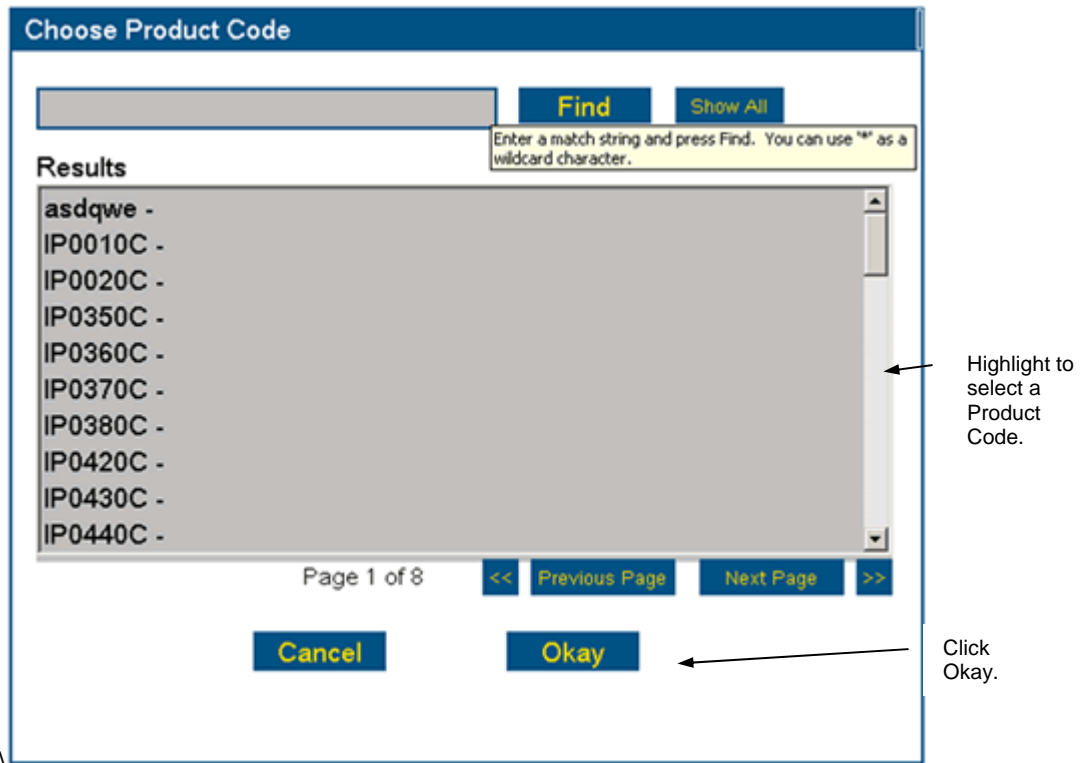 Choose Product Code
Find
Show All
Enter a match string and press Find.  You can use "*" as a
wildcard character.
Results
asdqwe -
IP0010C -
IP0020C -
IP0350C -
IP0360C -
IP0370C -
IP0380C -
IP0420C -
IP0430C -
IP0440C -
Highlight to
select a
Product
Code.
Page 1 of 8
<<
Previous Page
Next Page
>>
Cancel
Okay
Click
Okay.